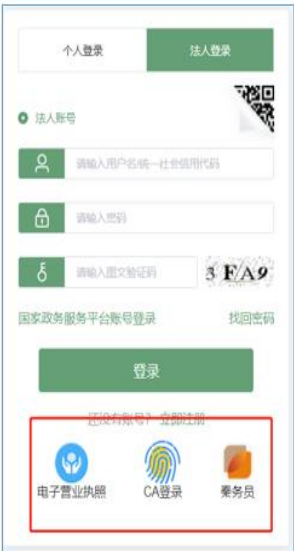 个人登录
法人登录
法人账号
请输入用户名/统一社会信用代码
请输入密码
请输入图文验证码
3 FA9
国家政务服务平台账号登录
找回密码
登录
还没有账号？ 立即注册
电子营业执照
CA登录
秦务员